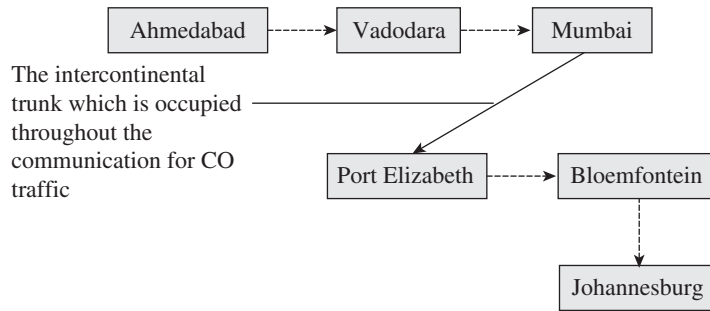 Ahmedabad
Vadodara
Mumbai
The intercontinental
trunk which is occupied
throughout the
communication for CO
traffic
Port Elizabeth
Bloemfontein
Johannesburg